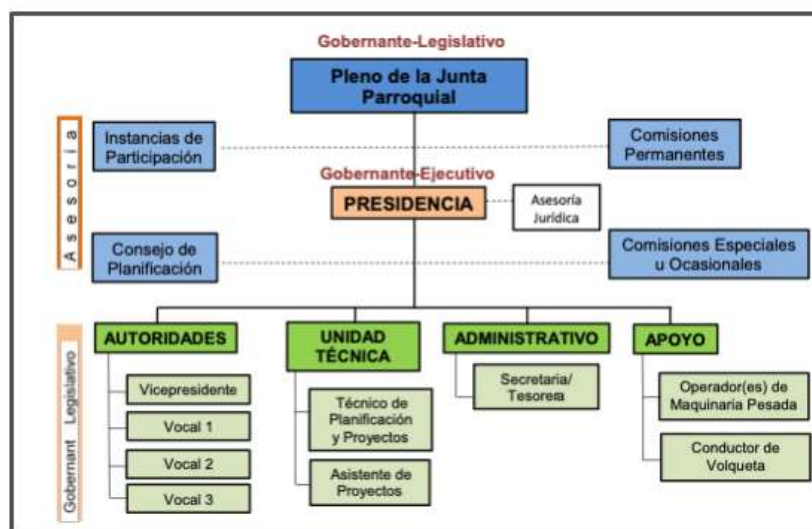 Gobernante-Legislativo
Pleno de la Junta
Parroquial
Asesoría
Instancias de
Participación
Comisiones
Permanentes
Gobernante-Ejecutivo
PRESIDENCIA
Asesoría
Jurídica
Consejo de
Planificación
Comisiones Especiales
u Ocasionales
Gobernant Legislativo
AUTORIDADES
Vicepresidente
Vocal 1
Vocal 2
Vocal 3
UNIDAD
TÉCNICA
Técnico de
Planificación
y Proyectos
Asistente de
Proyectos
ADMINISTRATIVO
Secretaria/
Tesorera
APOYO
Operador(es) de
Maquinaria Pesada
Conductor de
Volqueta